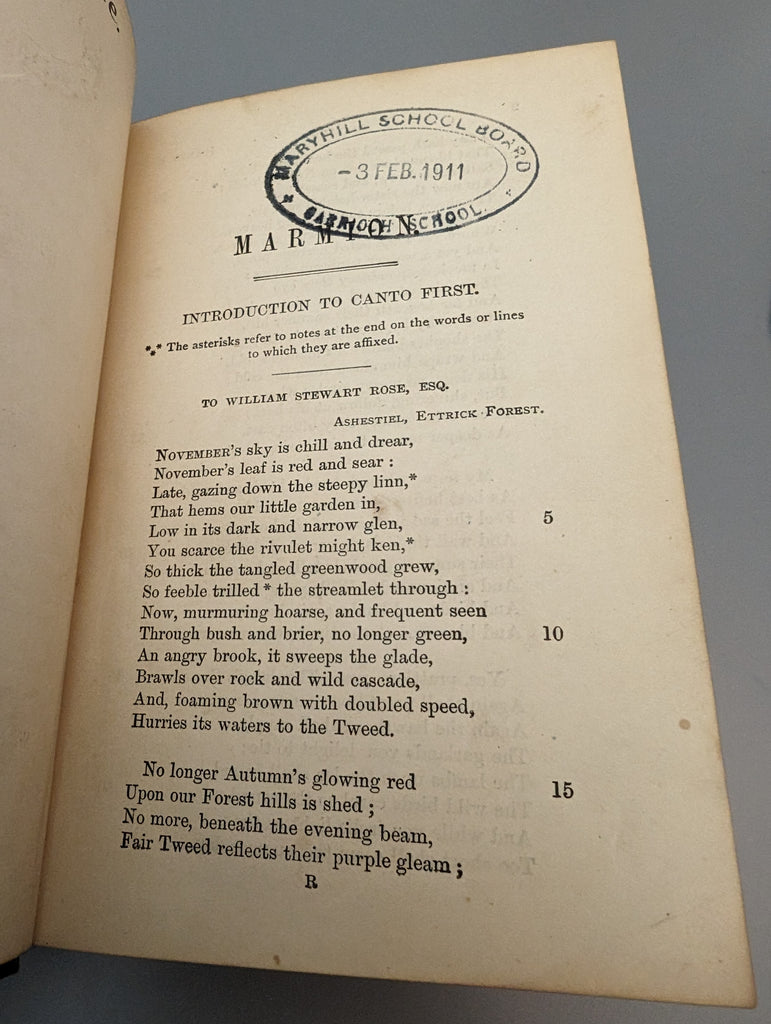 MARYHILL SCHOOL BOARD
-3 FEB. 1911
GARRIOCH SCHOOL.
MARMION.
INTRODUCTION TO CANTO FIRST.
*** The asterisks refer to notes at the end on the words or lines
to which they are affixed.
TO WILLIAM STEWART ROSE, ESQ.
ASHESTIEL, ETTRICK FOREST.
NOVEMBER'S sky is chill and drear,
November's leaf is red and sear :
Late, gazing down the steepy linn,*
That hems our little garden in,
Low in its dark and narrow glen, 5
You scarce the rivulet might ken,*
So thick the tangled greenwood grew,
So feeble trilled * the streamlet through :
Now, murmuring hoarse, and frequent seen
Through bush and brier, no longer green, 10
An angry brook, it sweeps the glade,
Brawls over rock and wild cascade,
And, foaming brown with doubled speed,
Hurries its waters to the Tweed.
No longer Autumn's glowing red 15
Upon our Forest hills is shed ;
No more, beneath the evening beam,
Fair Tweed reflects their purple gleam ;
R